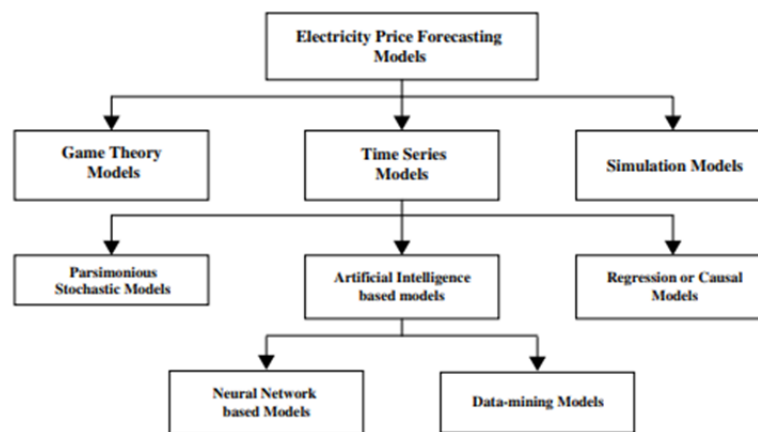 Electricity Price Forecasting
Models
Game Theory
Models
Time Series
Models
Simulation Models
Parsimonious
Stochastic Models
Artificial Intelligence
based models
Regression or Causal
Models
Neural Network
based Models
Data-mining Models